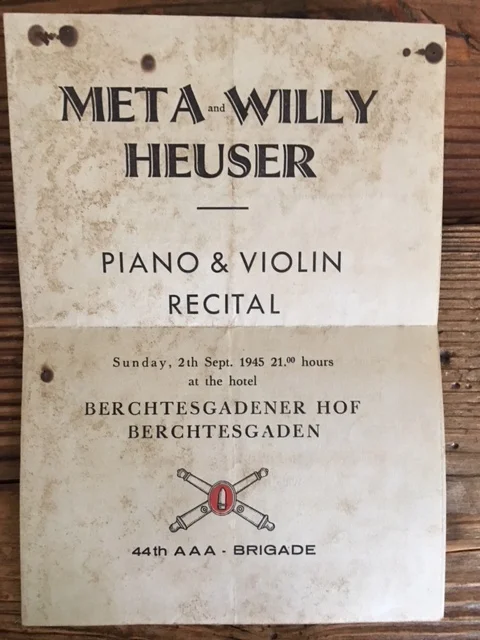 META and WILLY
HEUSER
PIANO & VIOLIN
RECITAL
Sunday, 2th Sept. 1945 21.⁰⁰ hours
at the hotel
BERCHTESGADENER HOF
BERCHTESGADEN
44th AAA - BRIGADE